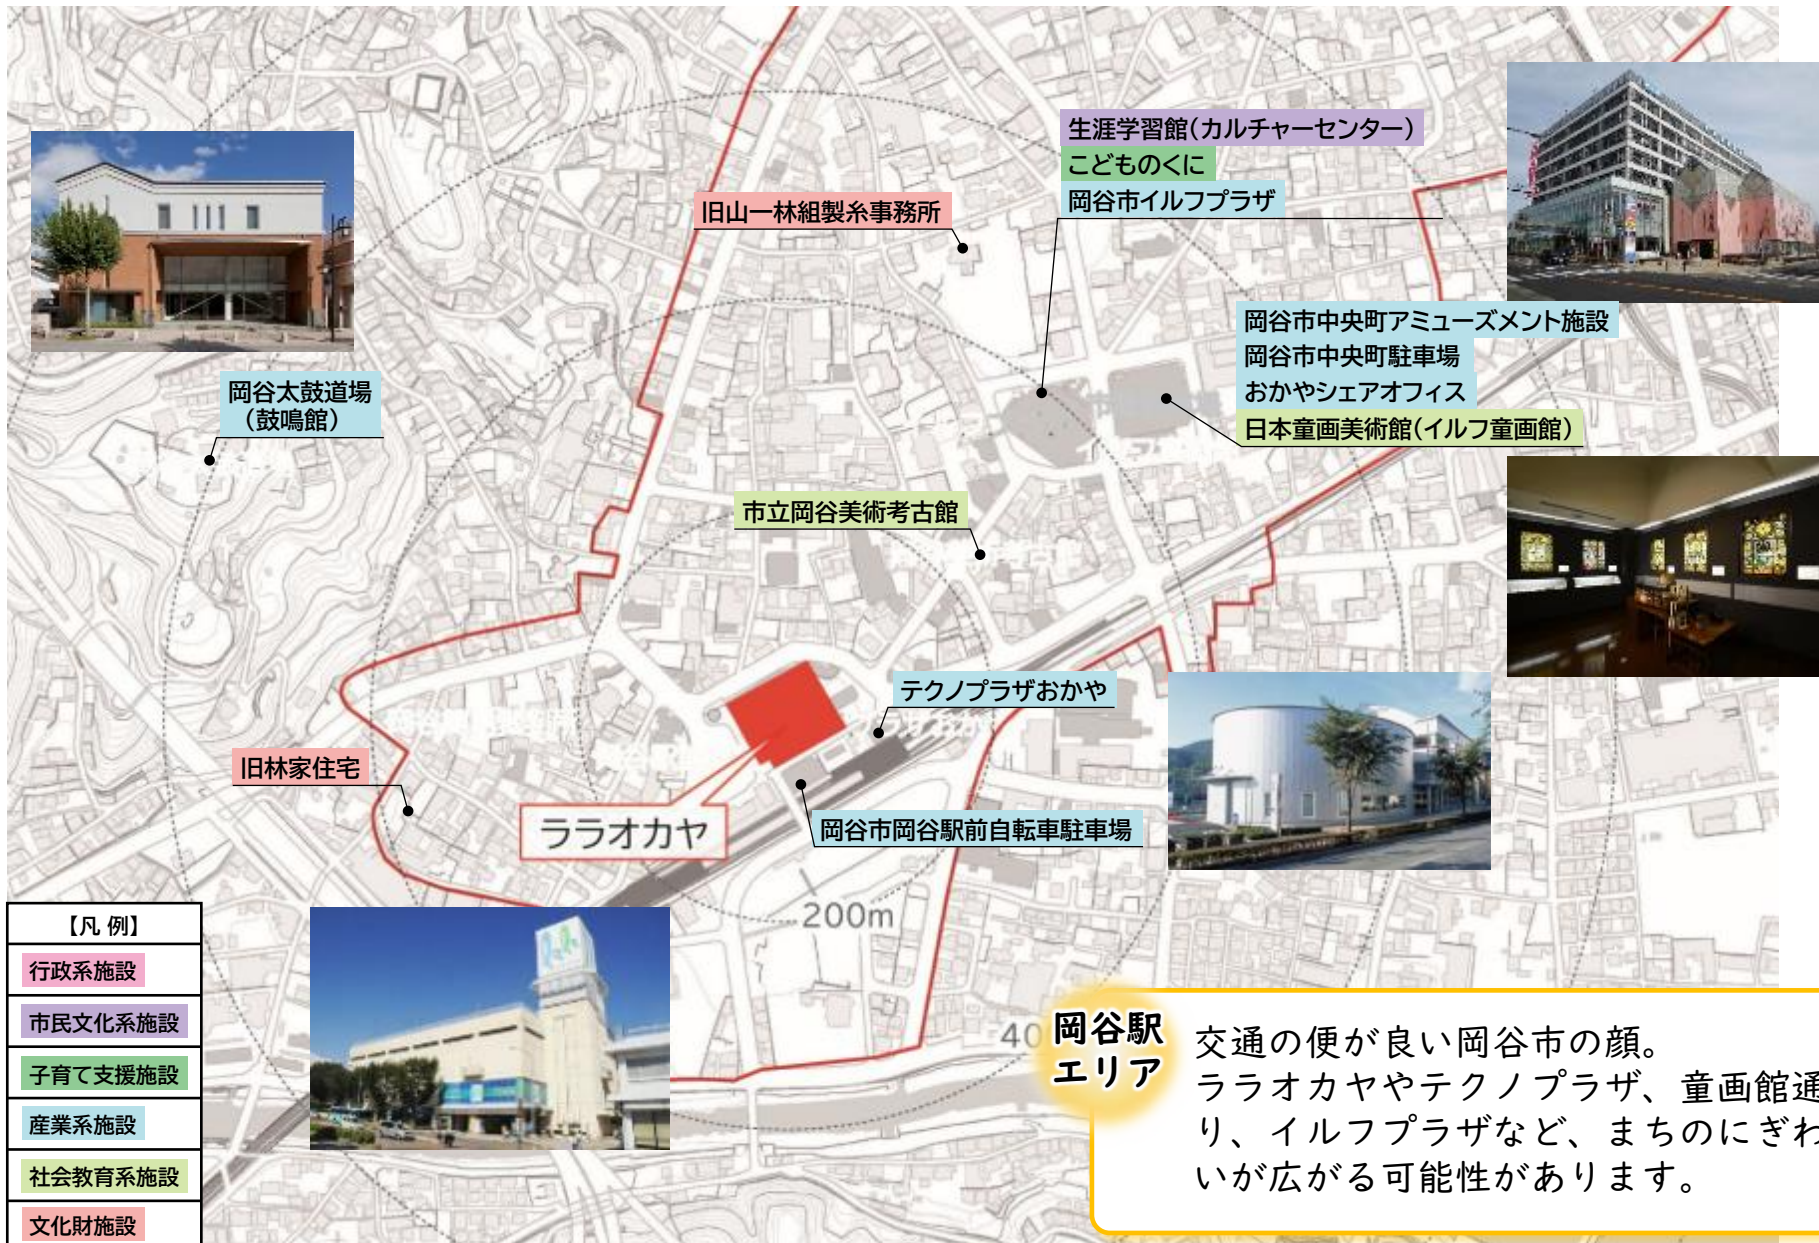 生涯学習館(カルチャーセンター)
こどものくに
岡谷市イルフプラザ
旧山一林組製糸事務所
岡谷市中央町アミューズメント施設
岡谷市中央町駐車場
おかやシェアオフィス
日本童画美術館(イルフ童画館)
岡谷太鼓道場
(鼓鳴館)
市立岡谷美術考古館
テクノプラザおかや
旧林家住宅
ララオカヤ
岡谷市岡谷駅前自転車駐車場
200m
40
【凡 例】
行政系施設
市民文化系施設
子育て支援施設
産業系施設
社会教育系施設
文化財施設
岡谷駅
エリア
交通の便が良い岡谷市の顔。
ララオカヤやテクノプラザ、童画館通
り、イルフプラザなど、まちのにぎわ
いが広がる可能性があります。